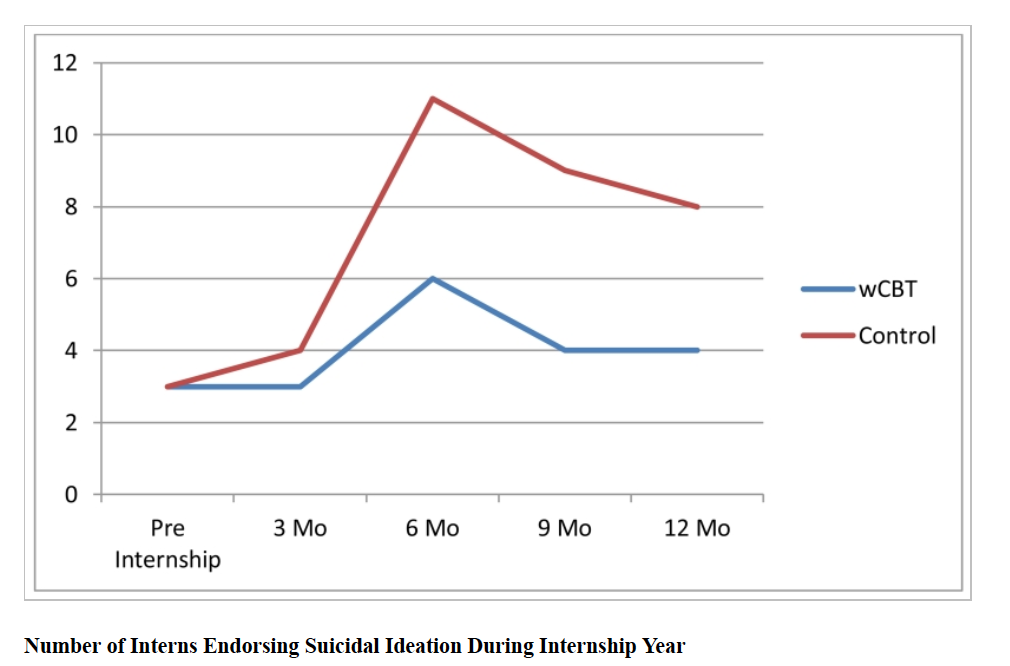 12
10
8
6
4
2
0
Pre
Internship
3 Mo
6 Mo
9 Mo
12 Mo
wCBT
Control
Number of Interns Endorsing Suicidal Ideation During Internship Year